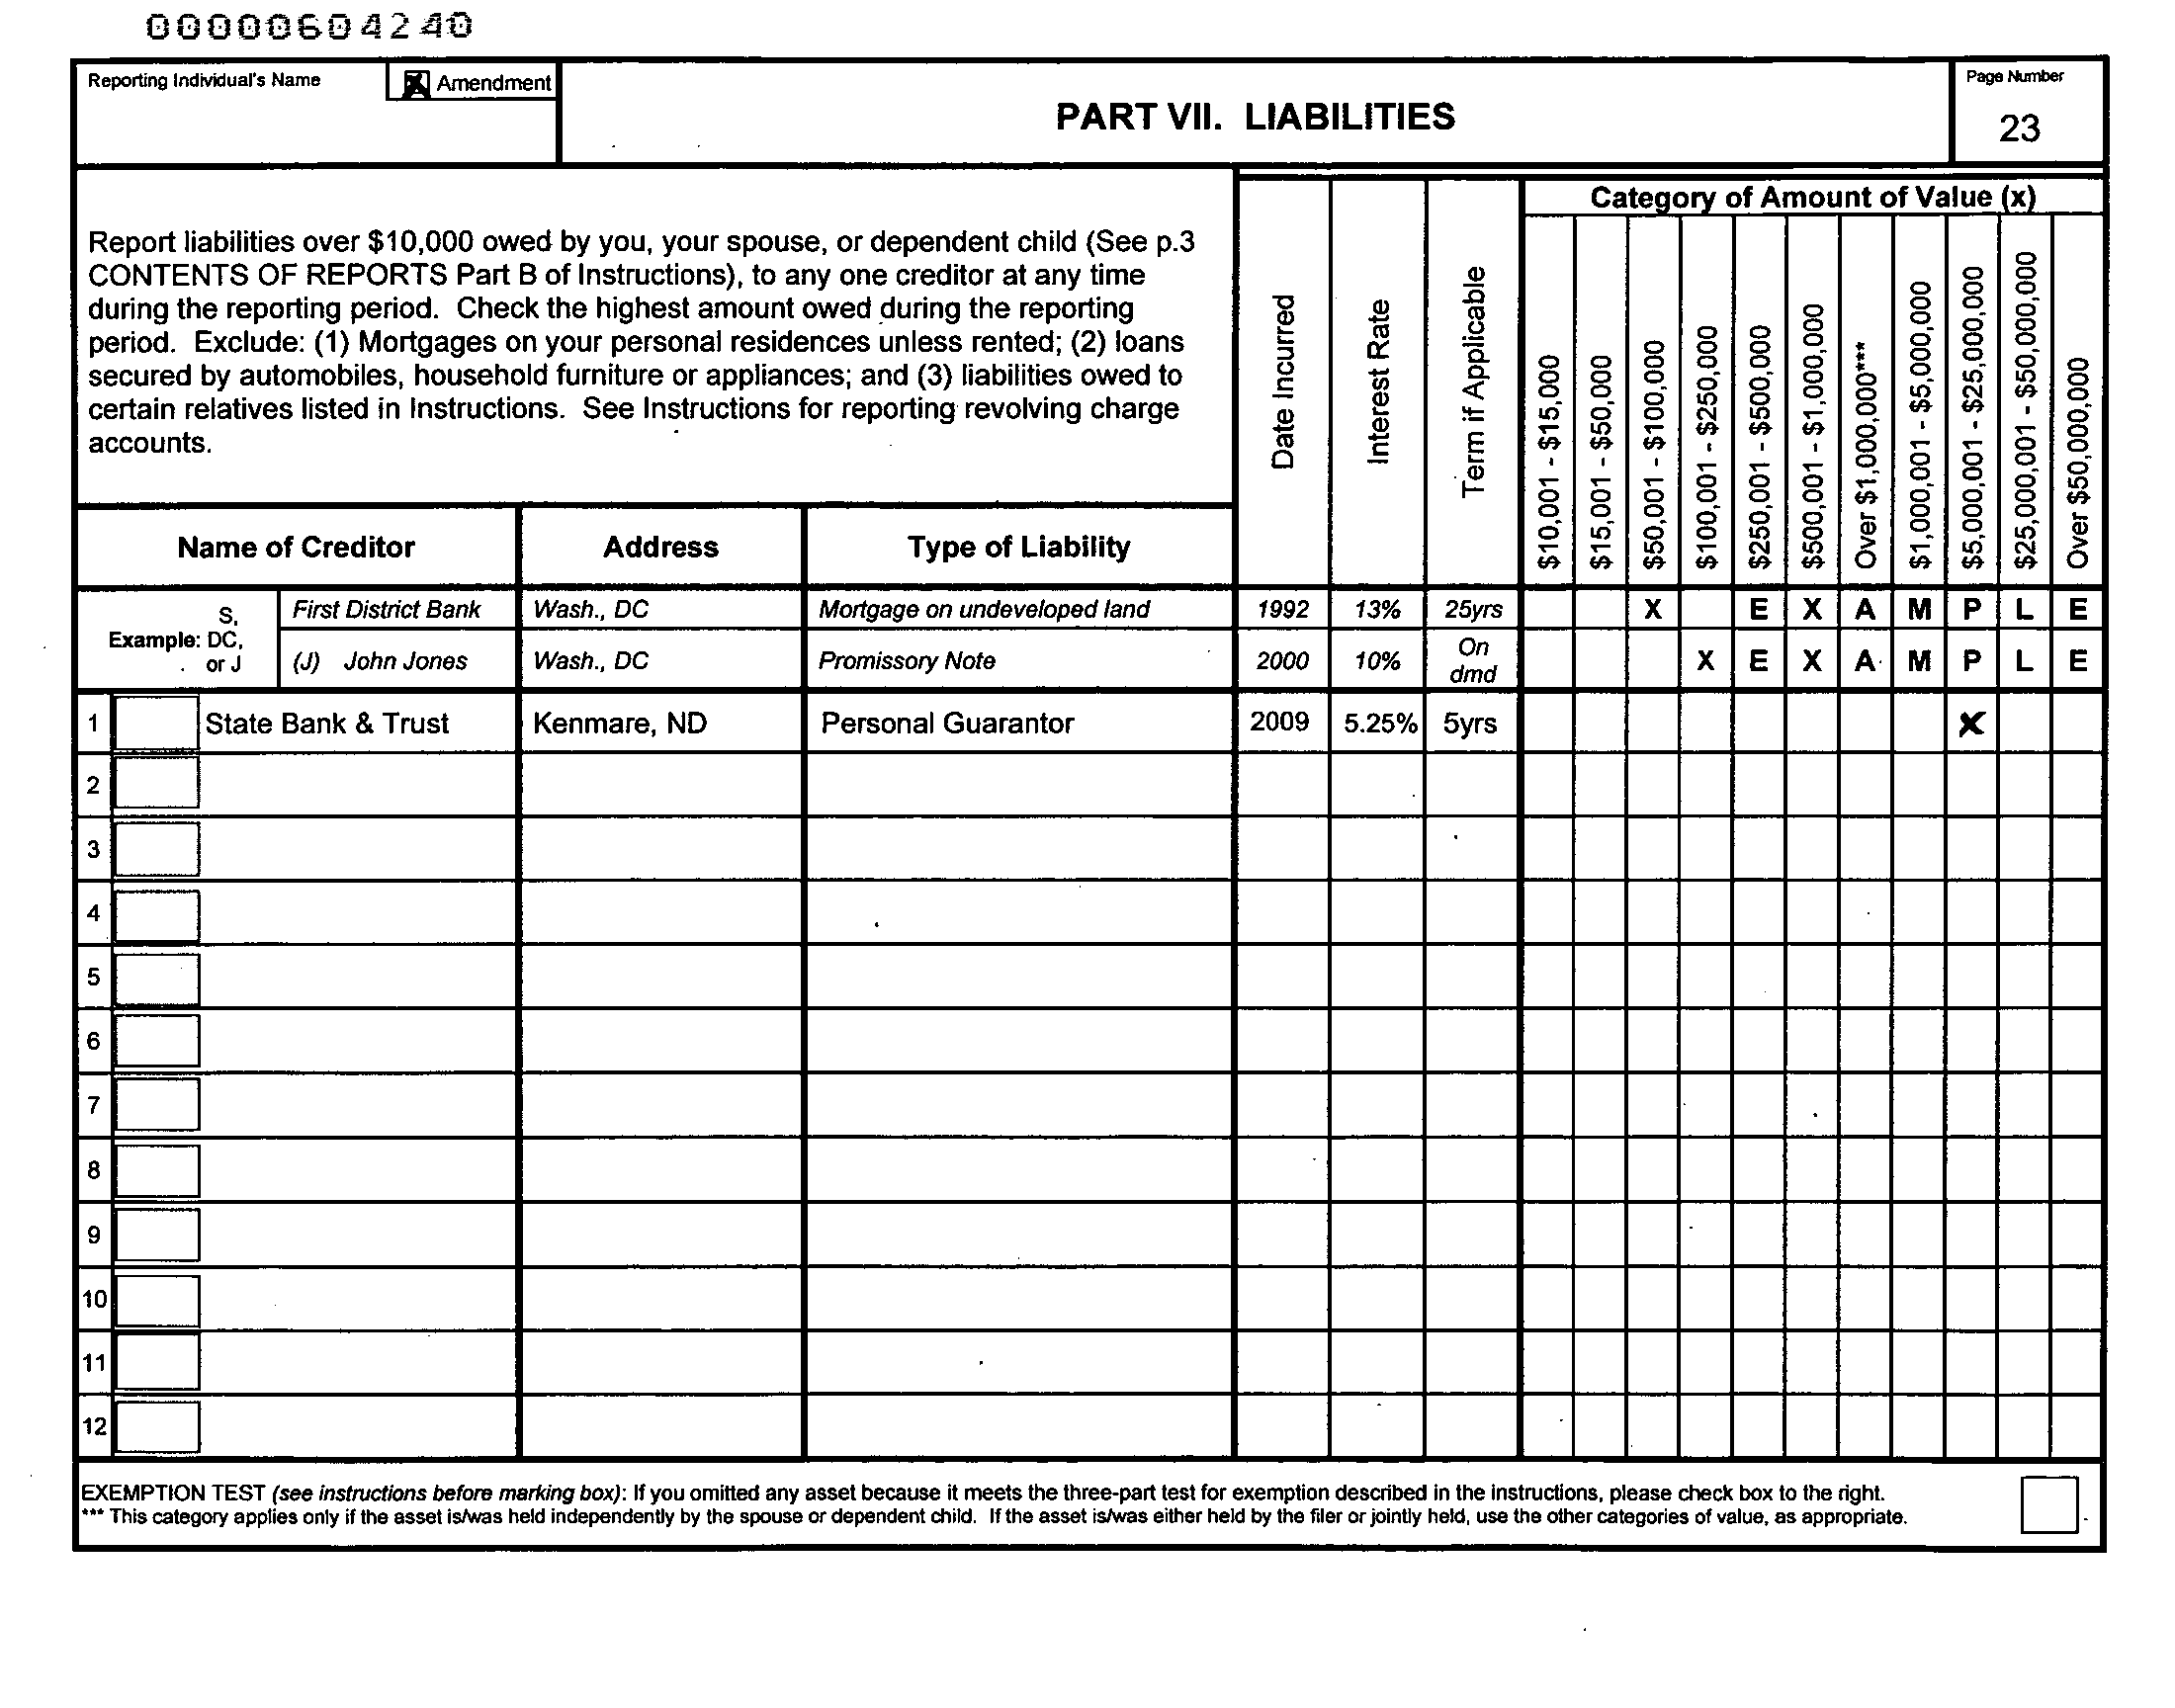 00000604240
Reporting Individual's Name
X Amendment
PART VII. LIABILITIES
Page Number
23
Report liabilities over $10,000 owed by you, your spouse, or dependent child (See p.3
CONTENTS OF REPORTS Part B of Instructions), to any one creditor at any time
during the reporting period. Check the highest amount owed during the reporting
period. Exclude: (1) Mortgages on your personal residences unless rented; (2) loans
secured by automobiles, household furniture or appliances; and (3) liabilities owed to
certain relatives listed in Instructions. See Instructions for reporting revolving charge
accounts.
Date Incurred
Interest Rate
Term if Applicable
Category of Amount of Value (x)
$10,001 - $15,000
$15,001 - $50,000
$50,001 - $100,000
$100,001 - $250,000
$250,001 - $500,000
$500,001 - $1,000,000
Over $1,000,000***
$1,000,001 - $5,000,000
$5,000,001 - $25,000,000
$25,000,001 - $50,000,000
Over $50,000,000
Name of Creditor Address Type of Liability
Example: S, DC, or J
First District Bank Wash., DC Mortgage on undeveloped land 1992 13% 25yrs X E X A M P L E
(J) John Jones Wash., DC Promissory Note 2000 10% On dmd X E X A M P L E
1 State Bank & Trust Kenmare, ND Personal Guarantor 2009 5.25% 5yrs X
2
3
4
5
6
7
8
9
10
11
12
EXEMPTION TEST (see instructions before marking box): If you omitted any asset because it meets the three-part test for exemption described in the instructions, please check box to the right.
*** This category applies only if the asset is/was held independently by the spouse or dependent child. If the asset is/was either held by the filer or jointly held, use the other categories of value, as appropriate.